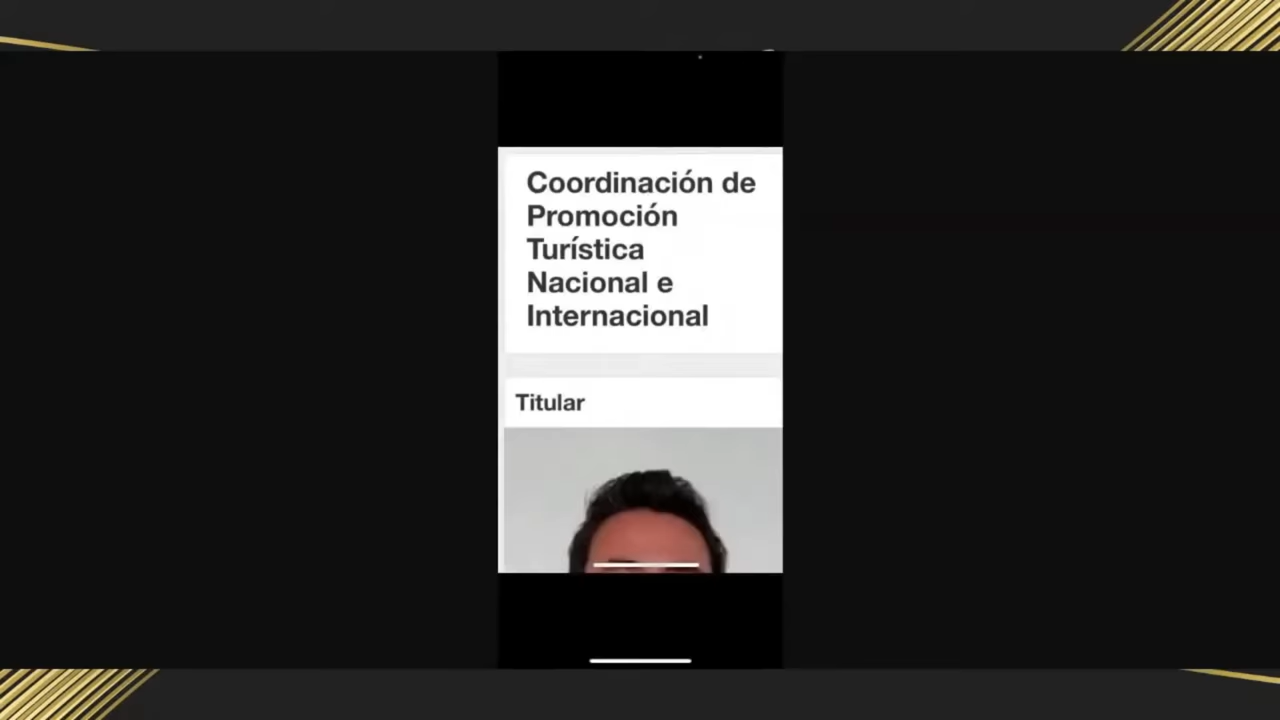 Coordinación de
Promoción
Turística
Nacional e
Internacional
Titular